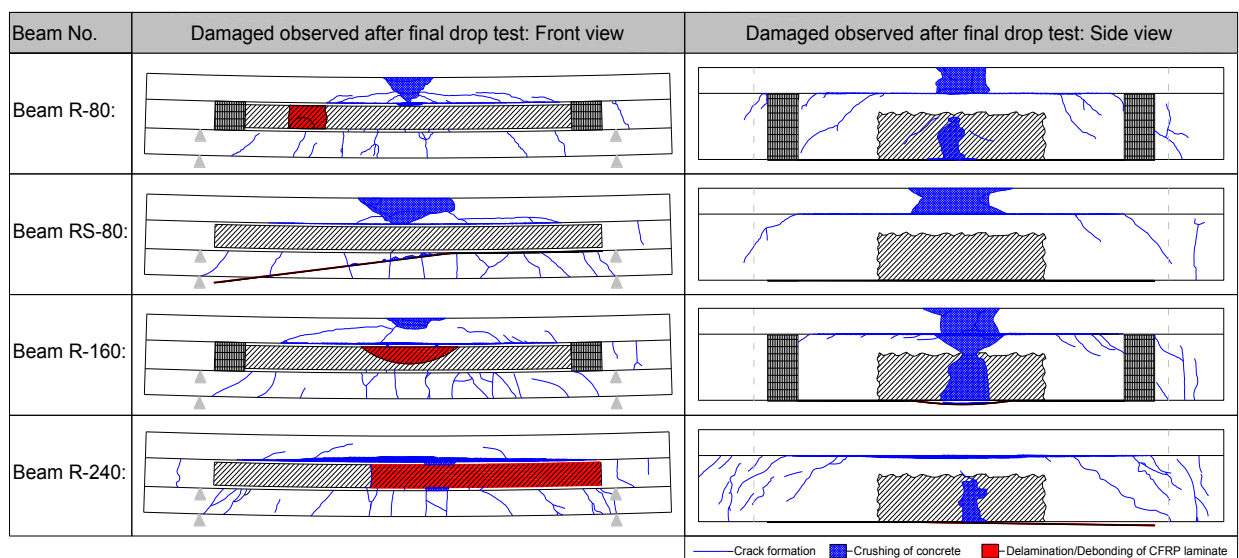 Beam No.
Damaged observed after final drop test: Front view
Damaged observed after final drop test: Side view
Beam R-80:
Beam RS-80:
Beam R-160:
Beam R-240:
Crack formation
Crushing of concrete
Delamination/Debonding of CFRP laminate